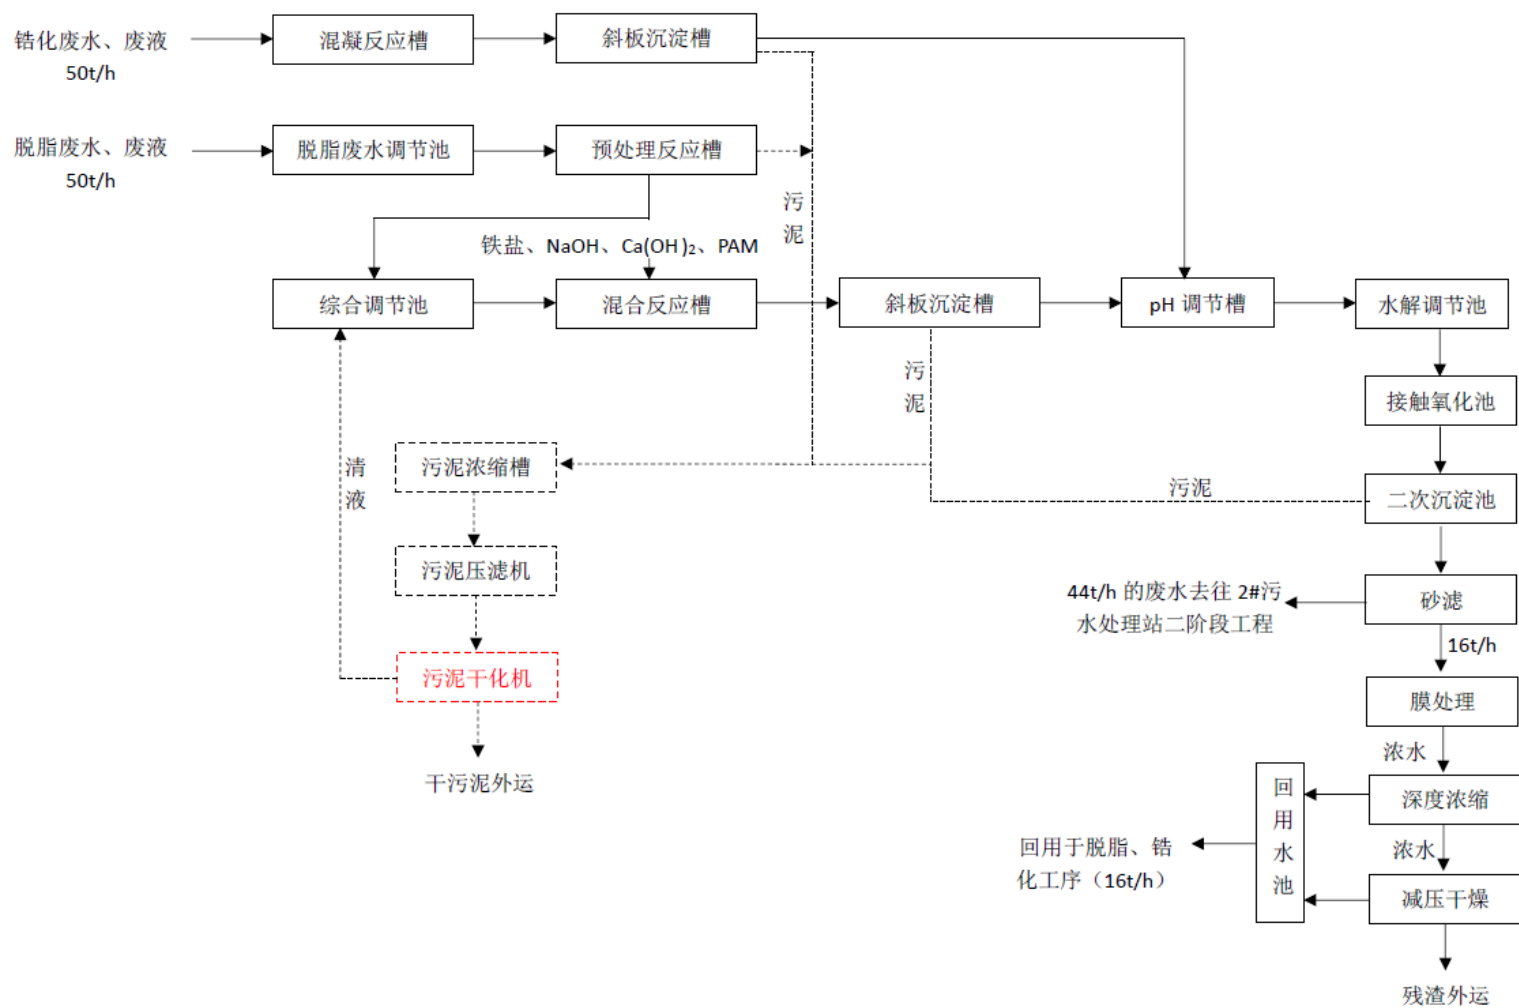 锆化废水、废液
50t/h
混凝反应槽
斜板沉淀槽
脱脂废水、废液
50t/h
脱脂废水调节池
预处理反应槽
污
泥
铁盐、NaOH、Ca(OH)₂、PAM
综合调节池
混合反应槽
斜板沉淀槽
pH 调节槽
水解调节池
污
泥
接触氧化池
清
液
污泥浓缩槽
污泥
二次沉淀池
污泥压滤机
44t/h 的废水去往 2#污
水处理站二阶段工程
砂滤
16t/h
污泥干化机
膜处理
浓水
干污泥外运
回
用
水
池
深度浓缩
浓水
回用于脱脂、锆
化工序（16t/h）
减压干燥
残渣外运